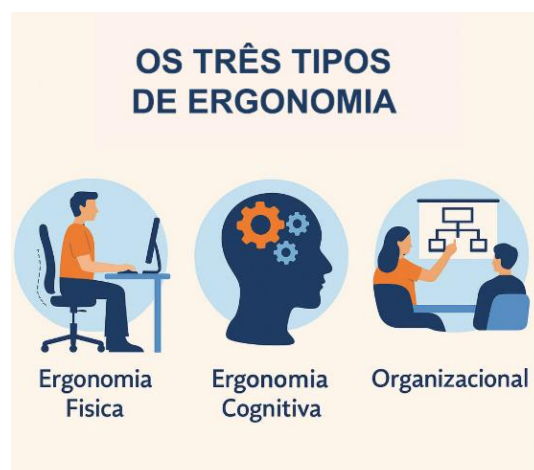 OS TRÊS TIPOS
DE ERGONOMIA
Ergonomia
Fisica
Ergonomia
Cognitiva
Organizacional